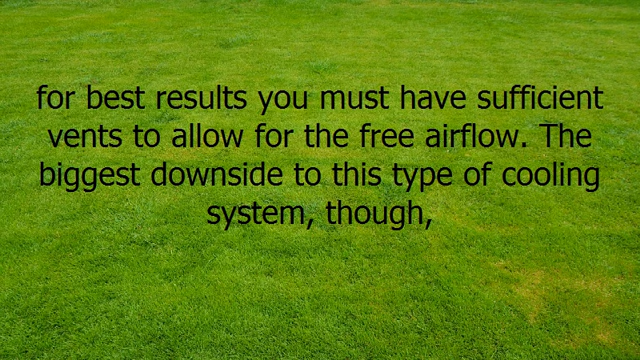 for best results you must have sufficient
vents to allow for the free airflow. The
biggest downside to this type of cooling
system, though,